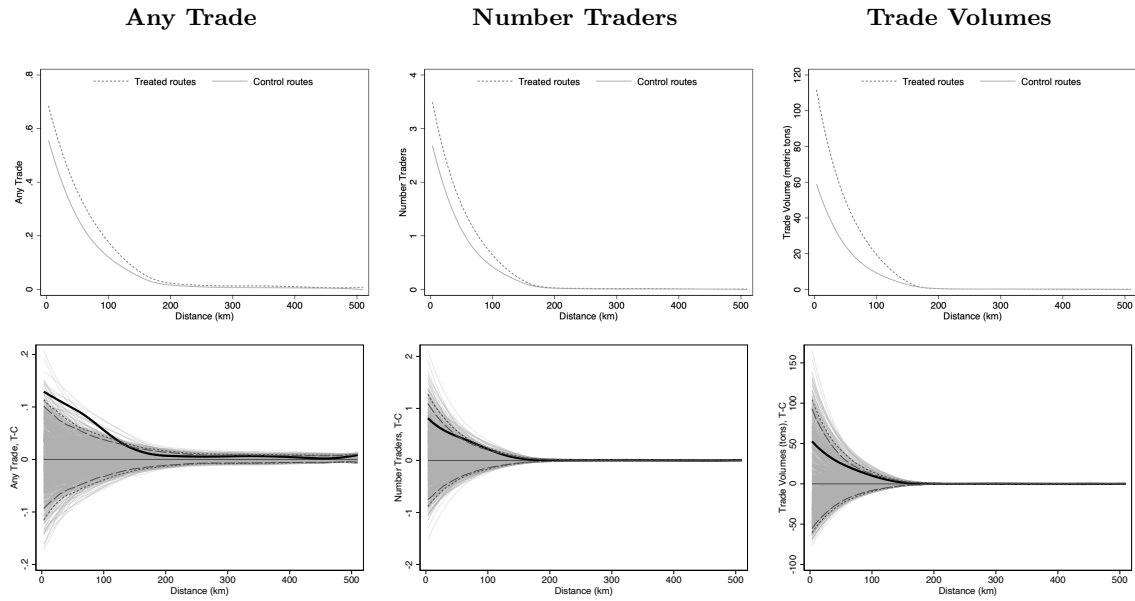 Any Trade
Number Traders
Trade Volumes
Treated routes Control routes
Any Trade
.8
.6
.4
.2
0
0 100 200 300 400 500
Distance (km)
Treated routes Control routes
Number Traders
4
3
2
1
0
0 100 200 300 400 500
Distance (km)
Treated routes Control routes
Trade Volume (metric tons)
120
100
80
60
40
20
0
0 100 200 300 400 500
Distance (km)
Any Trade, T-C
.2
.1
0
-.1
-.2
0 100 200 300 400 500
Distance (km)
Number Traders, T-C
2
1
0
-1
-2
0 100 200 300 400 500
Distance (km)
Trade Volumes (tons), T-C
150
100
50
0
-50
-100
0 100 200 300 400 500
Distance (km)